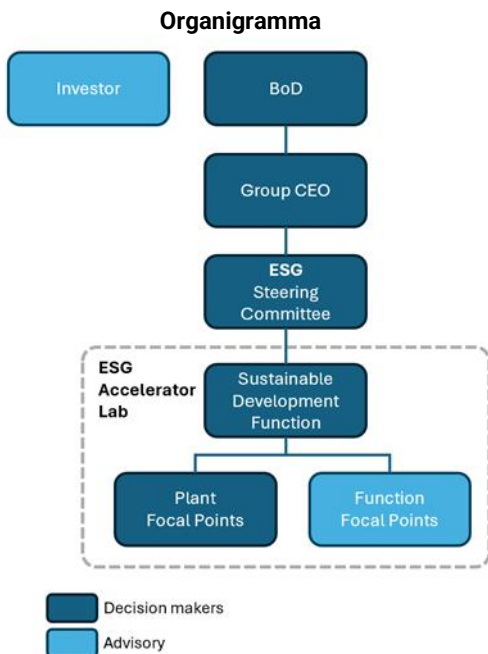 Organigramma
Investor
BoD
Group CEO
ESG
Steering
Committee
ESG
Accelerator
Lab
Sustainable
Development
Function
Plant
Focal Points
Function
Focal Points
Decision makers
Advisory